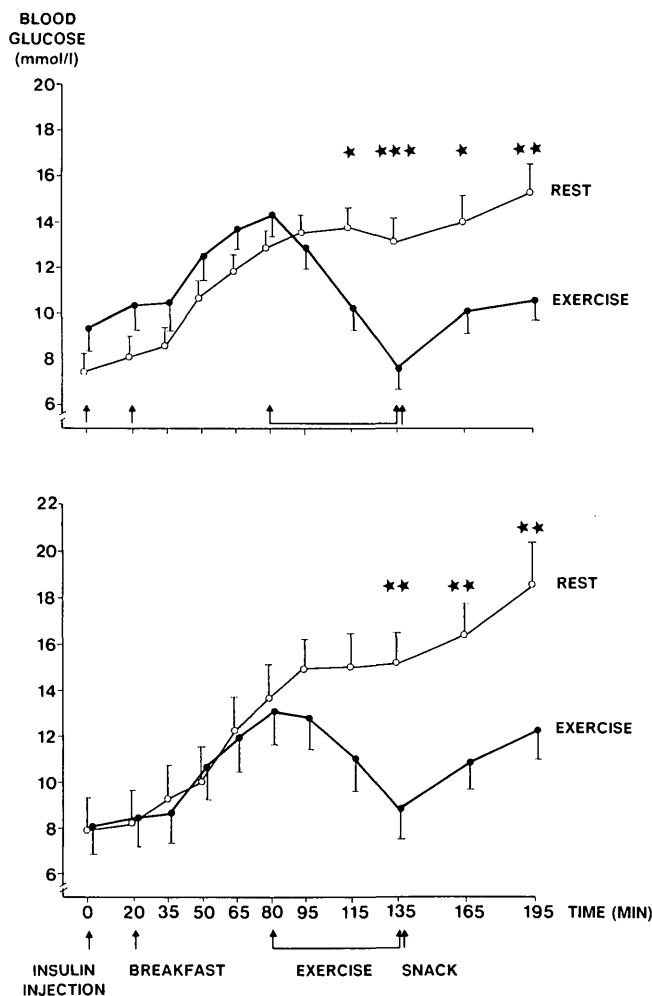 BLOOD
GLUCOSE
(mmol/l)
20
18
16
14
12
10
8
6
REST
EXERCISE
22
20
18
16
14
12
10
8
6
REST
EXERCISE
0 20 35 50 65 80 95 115 135 165 195 TIME (MIN)
INSULIN BREAKFAST EXERCISE SNACK
INJECTION